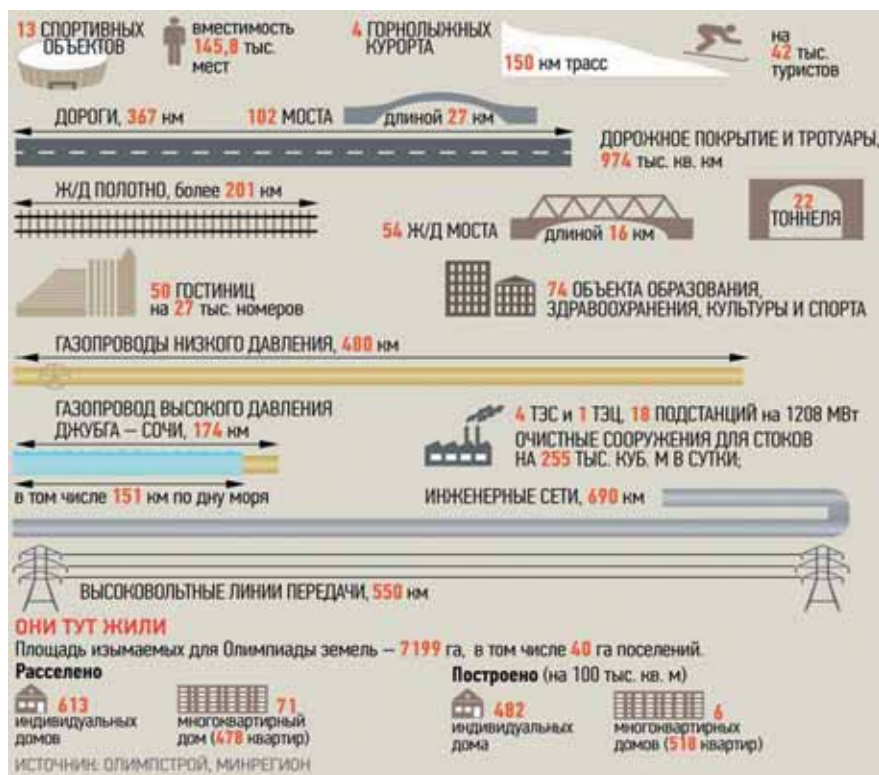 13 СПОРТИВНЫХ
ОБЪЕКТОВ
вместимость
145,8 тыс.
мест
4 ГОРНОЛЫЖНЫХ
КУРОРТА
150 км трасс
на
42 тыс.
туристов
ДОРОГИ, 367 км
102 МОСТА
длиной 27 км
ДОРОЖНОЕ ПОКРЫТИЕ И ТРОТУАРЫ,
974 тыс. кв. км
Ж/Д ПОЛОТНО, более 201 км
54 Ж/Д МОСТА
длиной 16 км
22
ТОННЕЛЯ
50 ГОСТИНИЦ
на 27 тыс. номеров
74 ОБЪЕКТА ОБРАЗОВАНИЯ,
ЗДРАВООХРАНЕНИЯ, КУЛЬТУРЫ И СПОРТА
ГАЗОПРОВОДЫ НИЗКОГО ДАВЛЕНИЯ, 480 км
ГАЗОПРОВОД ВЫСОКОГО ДАВЛЕНИЯ
ДЖУБГА – СОЧИ, 174 км
в том числе 151 км по дну моря
4 ТЭС и 1 ТЭЦ, 18 ПОДСТАНЦИЙ на 1208 МВт
ОЧИСТНЫЕ СООРУЖЕНИЯ ДЛЯ СТОКОВ
НА 255 ТЫС. КУБ. М В СУТКИ;
ИНЖЕНЕРНЫЕ СЕТИ, 690 км
ВЫСОКОВОЛЬТНЫЕ ЛИНИИ ПЕРЕДАЧИ, 550 км
ОНИ ТУТ ЖИЛИ
Площадь изымаемых для Олимпиады земель – 7199 га, в том числе 40 га поселений.
Расселено
613
индивидуальных
домов
71
многоквартирный
дом (478 квартир)
Построено (на 100 тыс. кв. м)
482
индивидуальных
дома
6
многоквартирных
домов (518 квартир)
ИСТОЧНИК: ОЛИМПСТРОЙ, МИНРЕГИОН